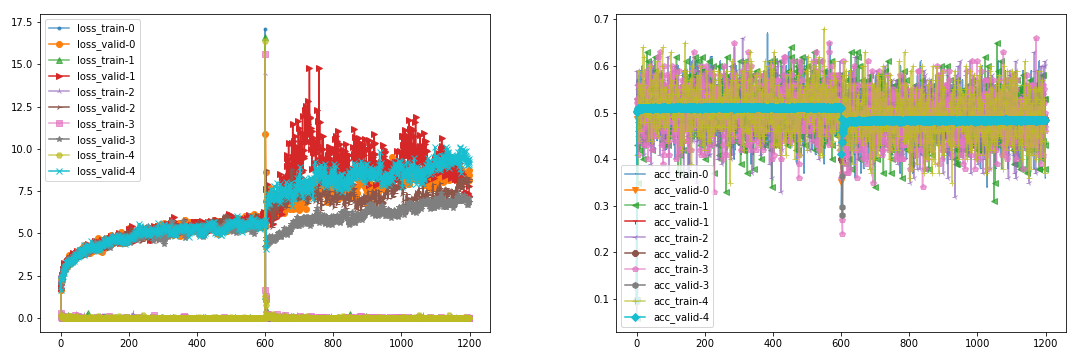 17.5
15.0
12.5
10.0
7.5
5.0
2.5
0.0
0 200 400 600 800 1000 1200
loss_train-0
loss_valid-0
loss_train-1
loss_valid-1
loss_train-2
loss_valid-2
loss_train-3
loss_valid-3
loss_train-4
loss_valid-4
0.7
0.6
0.5
0.4
0.3
0.2
0.1
0 200 400 600 800 1000 1200
acc_train-0
acc_valid-0
acc_train-1
acc_valid-1
acc_train-2
acc_valid-2
acc_train-3
acc_valid-3
acc_train-4
acc_valid-4